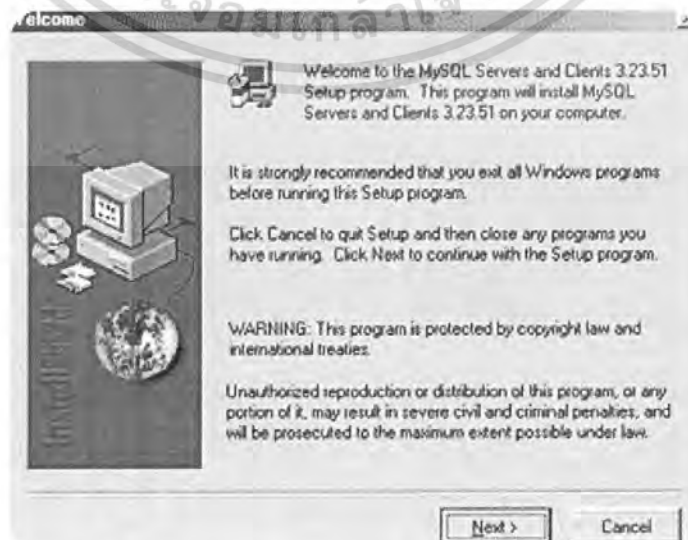 Welcome
Welcome to the MySQL Servers and Clients 3.23.51
Setup program. This program will install MySQL
Servers and Clients 3.23.51 on your computer.
It is strongly recommended that you exit all Windows programs
before running this Setup program.
Click Cancel to quit Setup and then close any programs you
have running. Click Next to continue with the Setup program.
WARNING: This program is protected by copyright law and
international treaties.
Unauthorized reproduction or distribution of this program, or any
portion of it, may result in severe civil and criminal penalties, and
will be prosecuted to the maximum extent possible under law.
InstallShield
Next >
Cancel